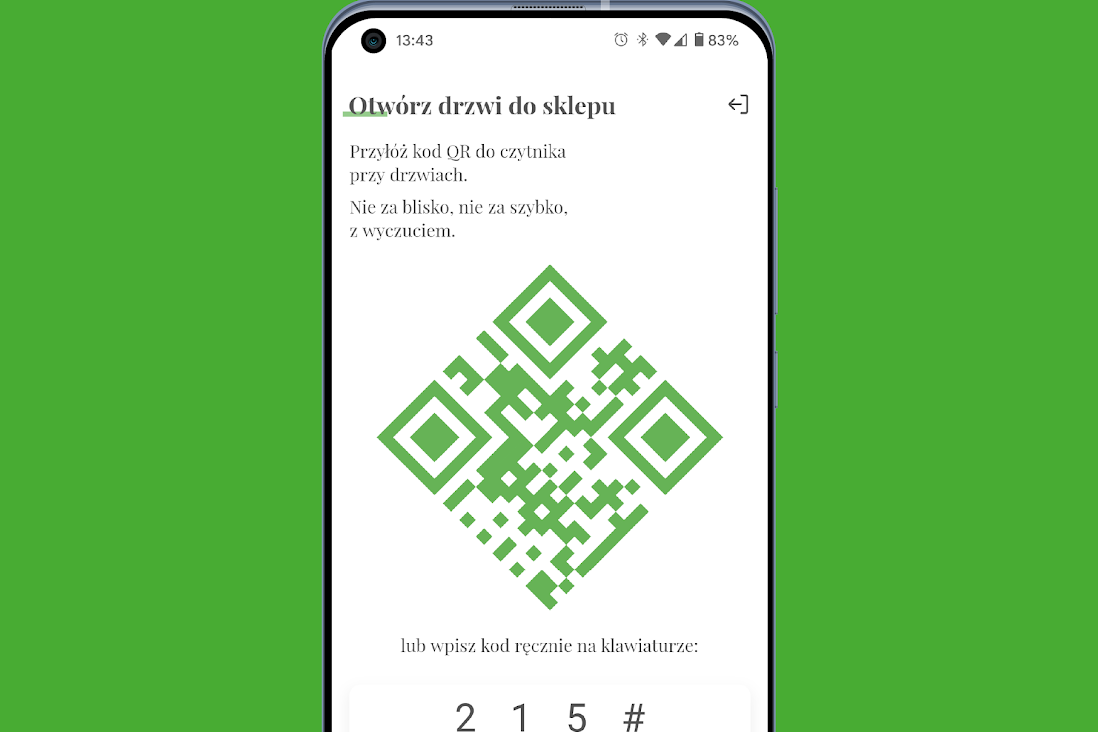 13:43
83%
Otwórz drzwi do sklepu
Przyłóż kod QR do czytnika
przy drzwiach.
Nie za blisko, nie za szybko,
z wyczuciem.
lub wpisz kod ręcznie na klawiaturze:
2 1 5 #